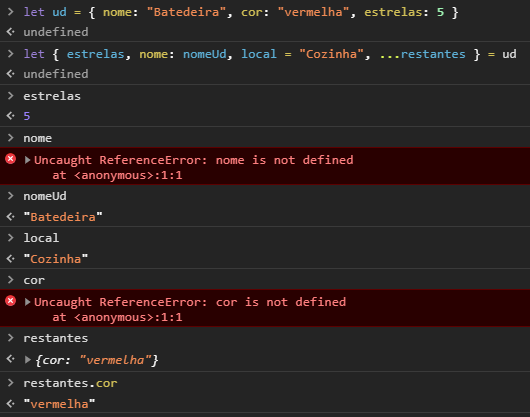 let ud = { nome: "Batedeira", cor: "vermelha", estrelas: 5 }
undefined
let { estrelas, nome: nomeUd, local = "Cozinha", ...restantes } = ud
undefined
estrelas
5
nome
Uncaught ReferenceError: nome is not defined
at <anonymous>:1:1
nomeUd
"Batedeira"
local
"Cozinha"
cor
Uncaught ReferenceError: cor is not defined
at <anonymous>:1:1
restantes
{cor: "vermelha"}
restantes.cor
"vermelha"